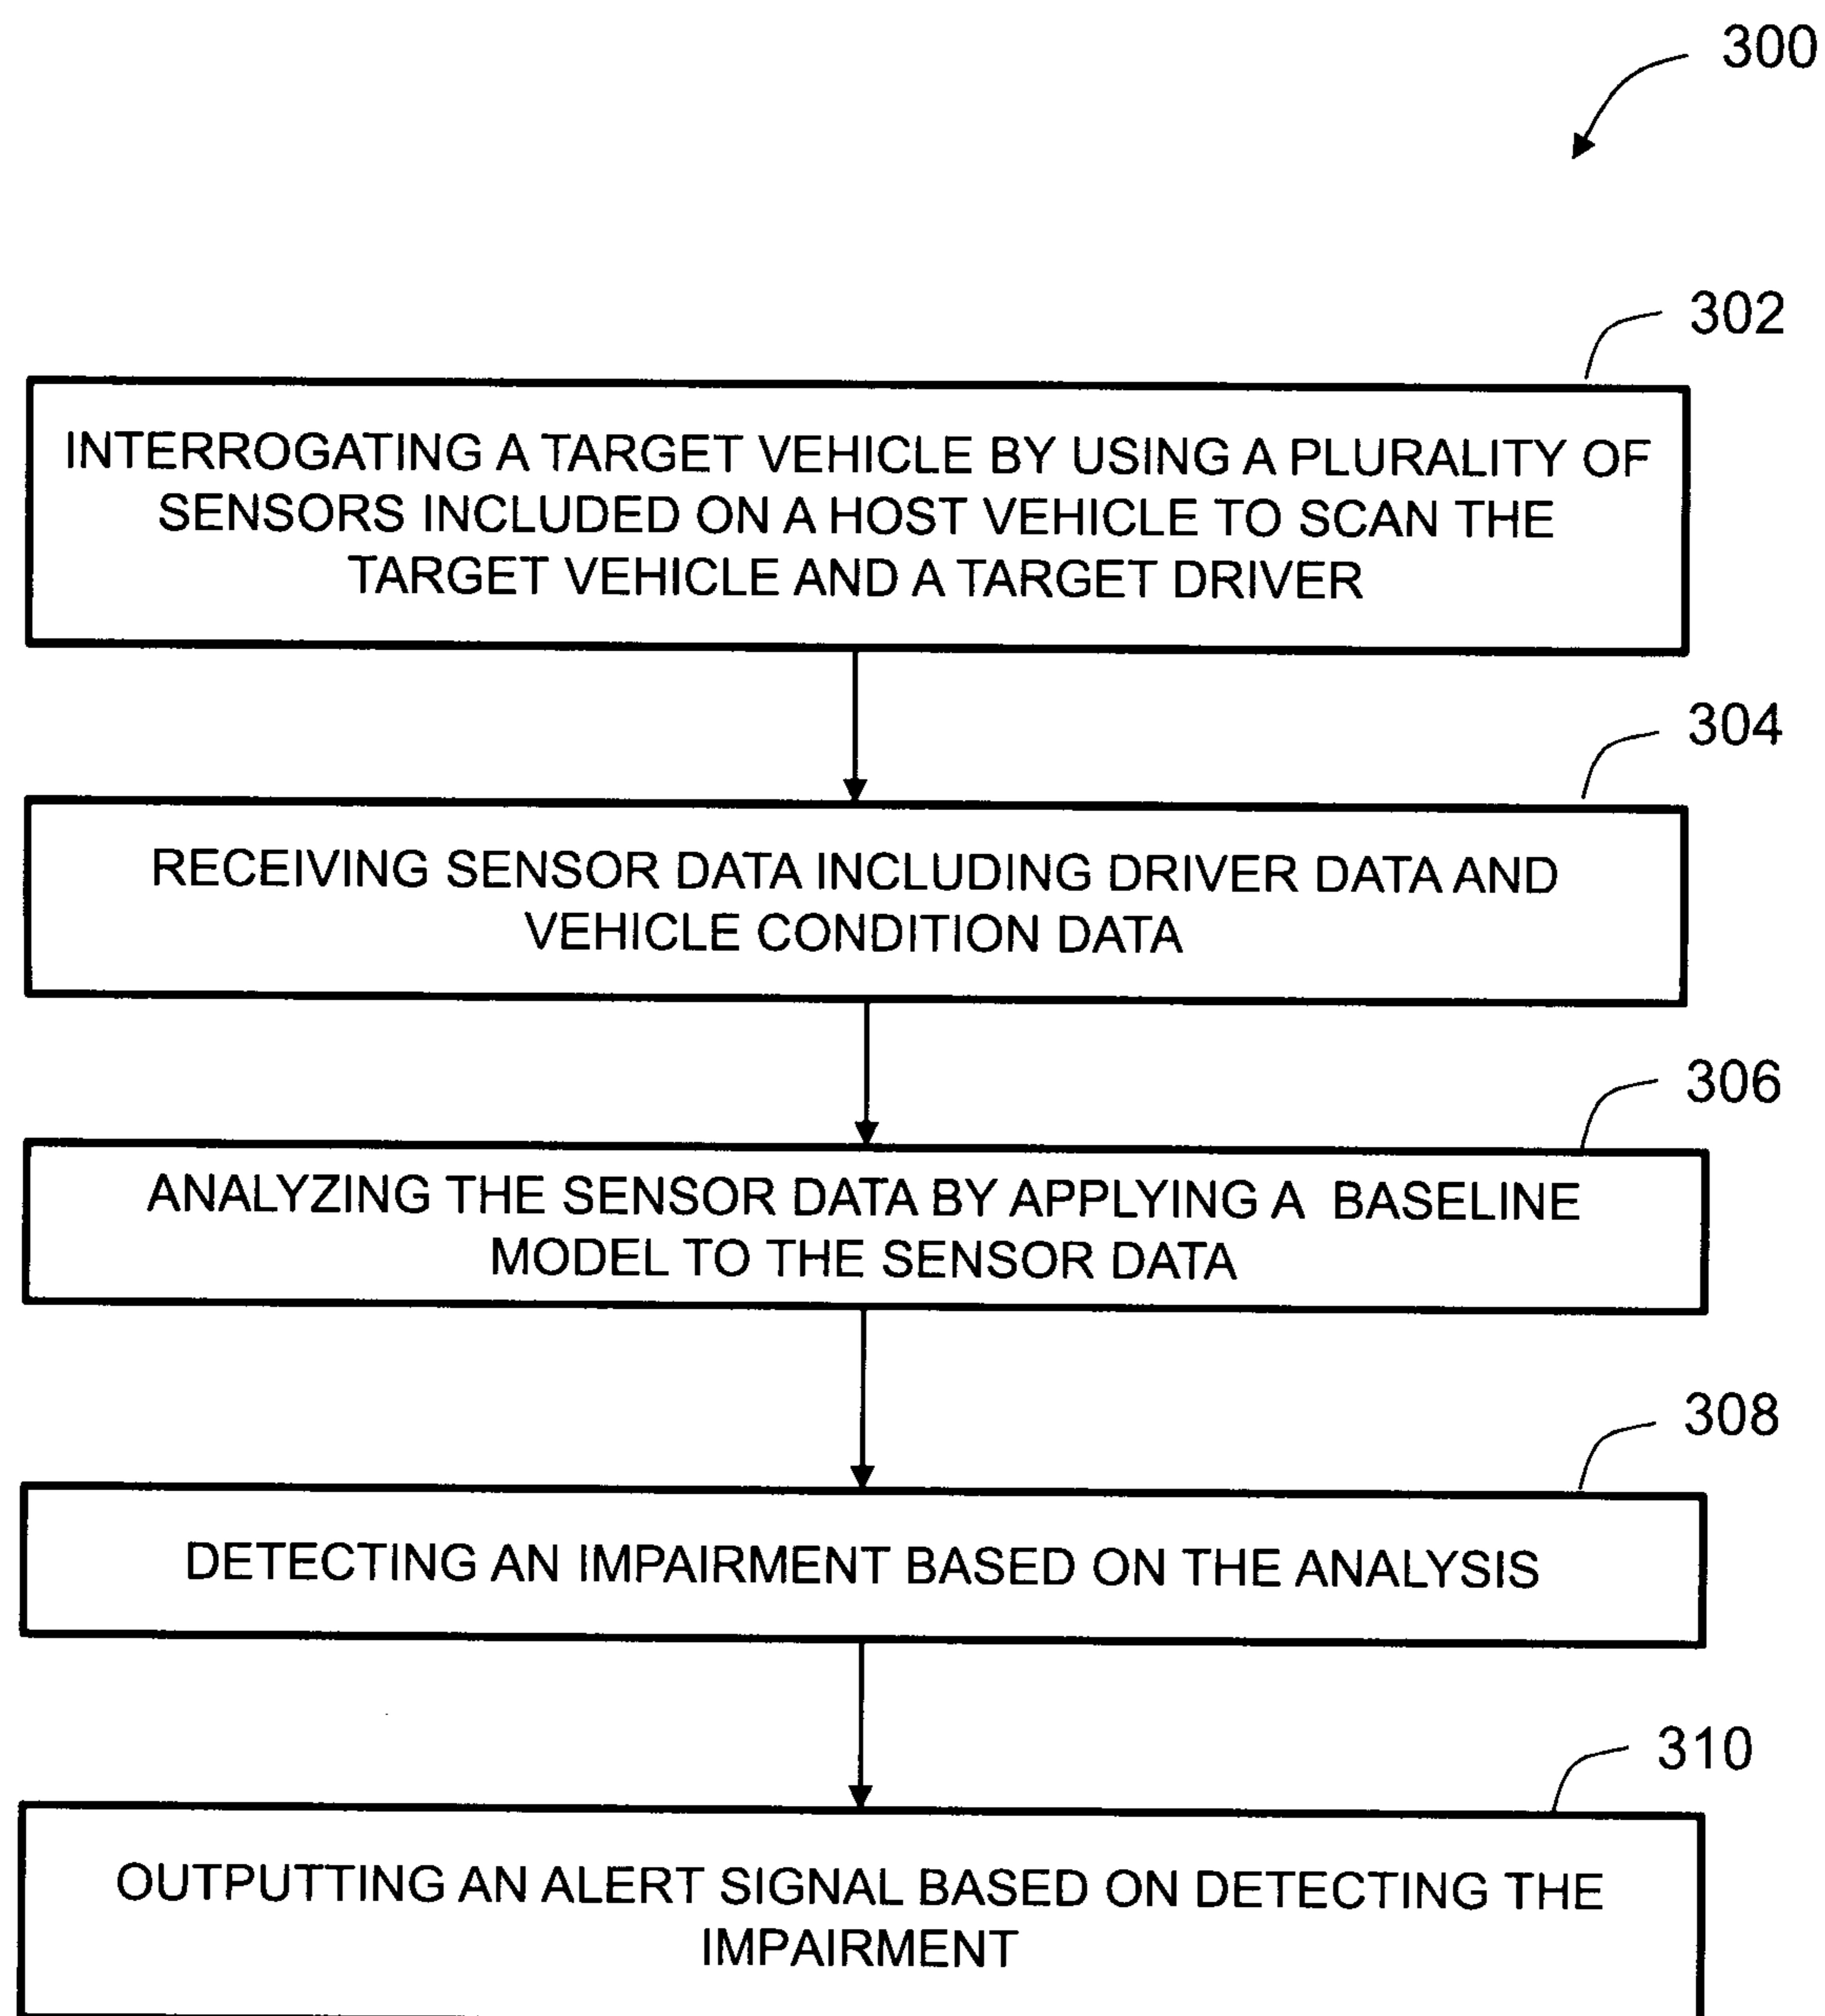 300
302
INTERROGATING A TARGET VEHICLE BY USING A PLURALITY OF
SENSORS INCLUDED ON A HOST VEHICLE TO SCAN THE
TARGET VEHICLE AND A TARGET DRIVER
304
RECEIVING SENSOR DATA INCLUDING DRIVER DATA AND
VEHICLE CONDITION DATA
306
ANALYZING THE SENSOR DATA BY APPLYING A BASELINE
MODEL TO THE SENSOR DATA
308
DETECTING AN IMPAIRMENT BASED ON THE ANALYSIS
310
OUTPUTTING AN ALERT SIGNAL BASED ON DETECTING THE
IMPAIRMENT